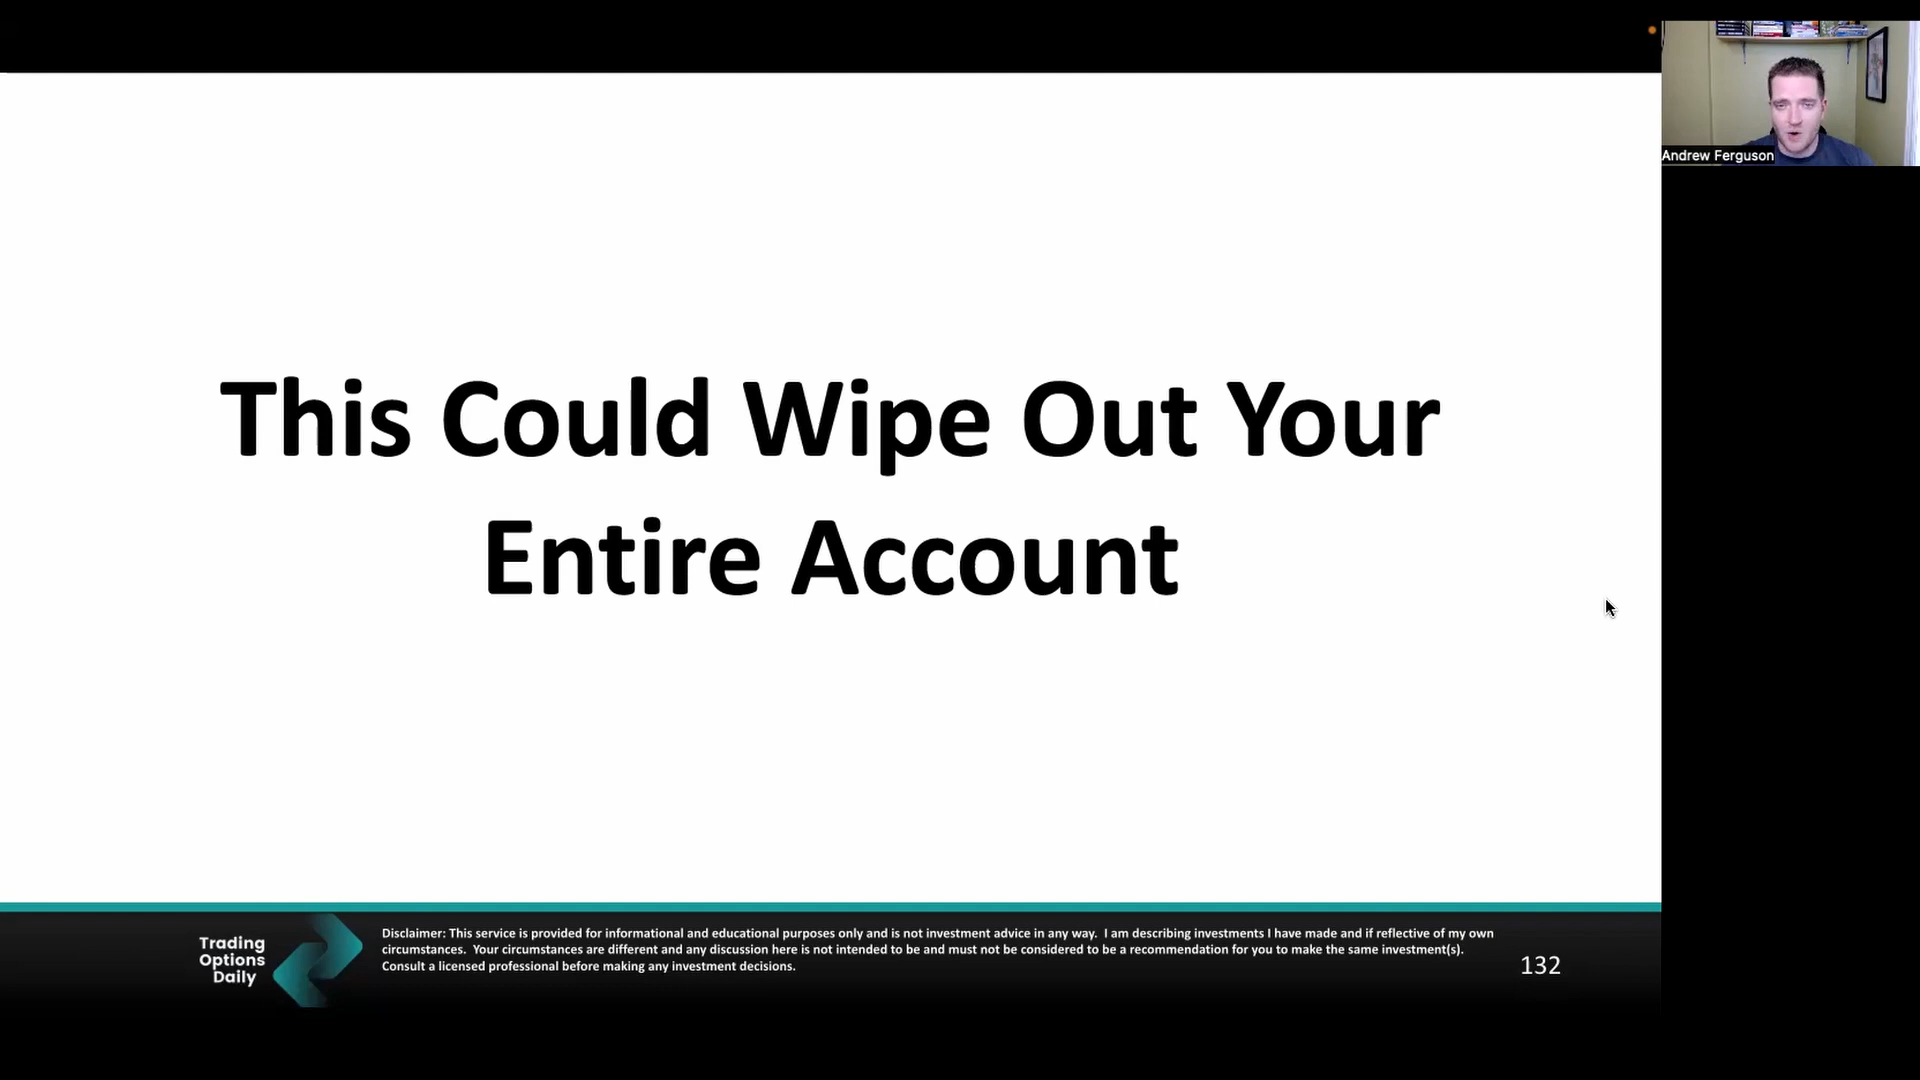 Andrew Ferguson
This Could Wipe Out Your
Entire Account
Trading
Options
Daily
Disclaimer: This service is provided for informational and educational purposes only and is not investment advice in any way.  I am describing investments I have made and if reflective of my own
circumstances.  Your circumstances are different and any discussion here is not intended to be and must not be considered to be a recommendation for you to make the same investment(s).
Consult a licensed professional before making any investment decisions.
132